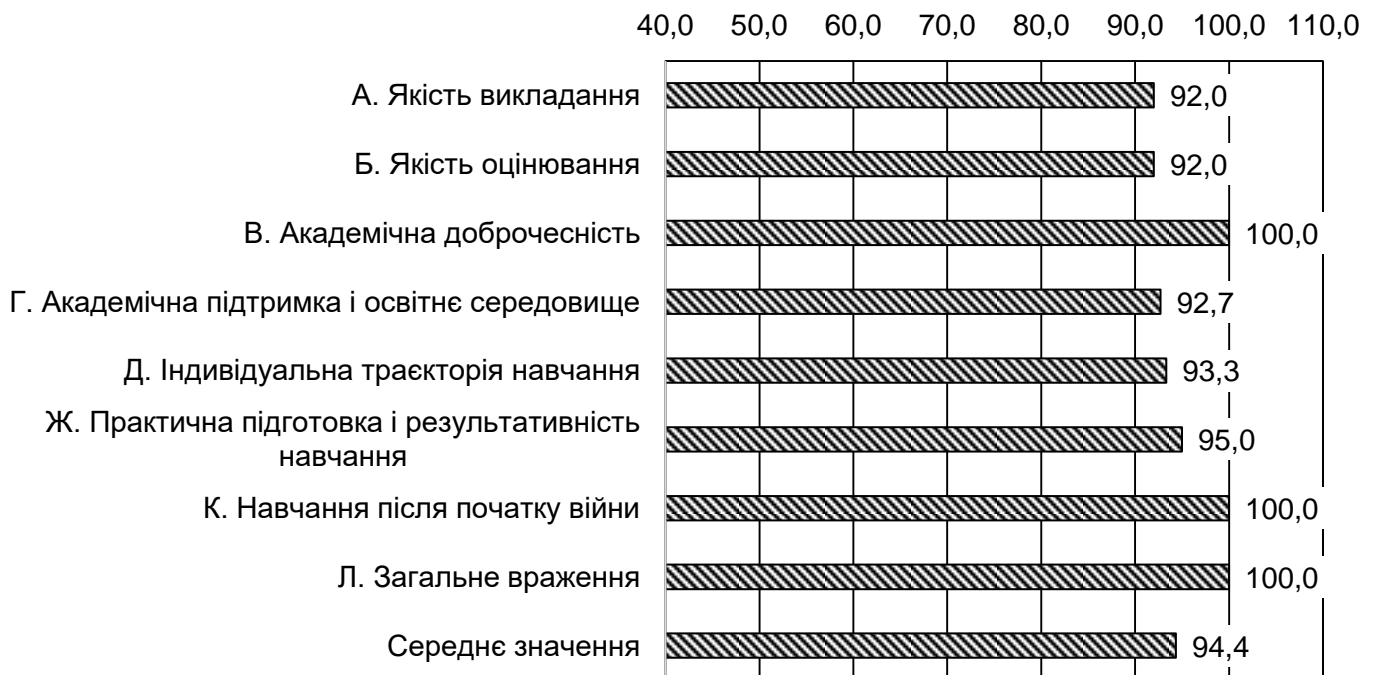 40,0 50,0 60,0 70,0 80,0 90,0 100,0 110,0
А. Якість викладання 92,0
Б. Якість оцінювання 92,0
В. Академічна доброчесність 100,0
Г. Академічна підтримка і освітнє середовище 92,7
Д. Індивідуальна траєкторія навчання 93,3
Ж. Практична підготовка і результативність
навчання 95,0
К. Навчання після початку війни 100,0
Л. Загальне враження 100,0
Середнє значення 94,4